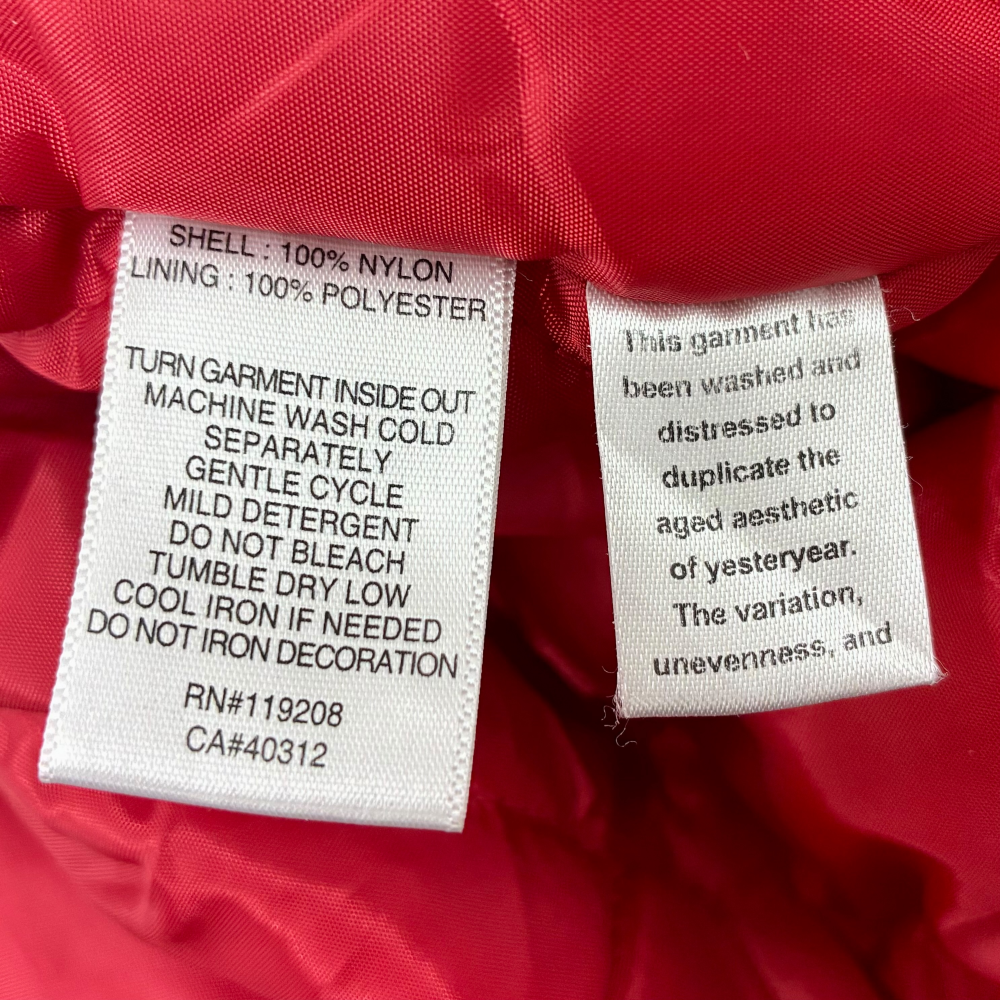 SHELL : 100% NYLON
LINING : 100% POLYESTER
TURN GARMENT INSIDE OUT
MACHINE WASH COLD
SEPARATELY
GENTLE CYCLE
MILD DETERGENT
DO NOT BLEACH
TUMBLE DRY LOW
COOL IRON IF NEEDED
DO NOT IRON DECORATION
RN#119208
CA#40312
This garment has
been washed and
distressed to
duplicate the
aged aesthetic
of yesteryear.
The variation,
unevenness, and